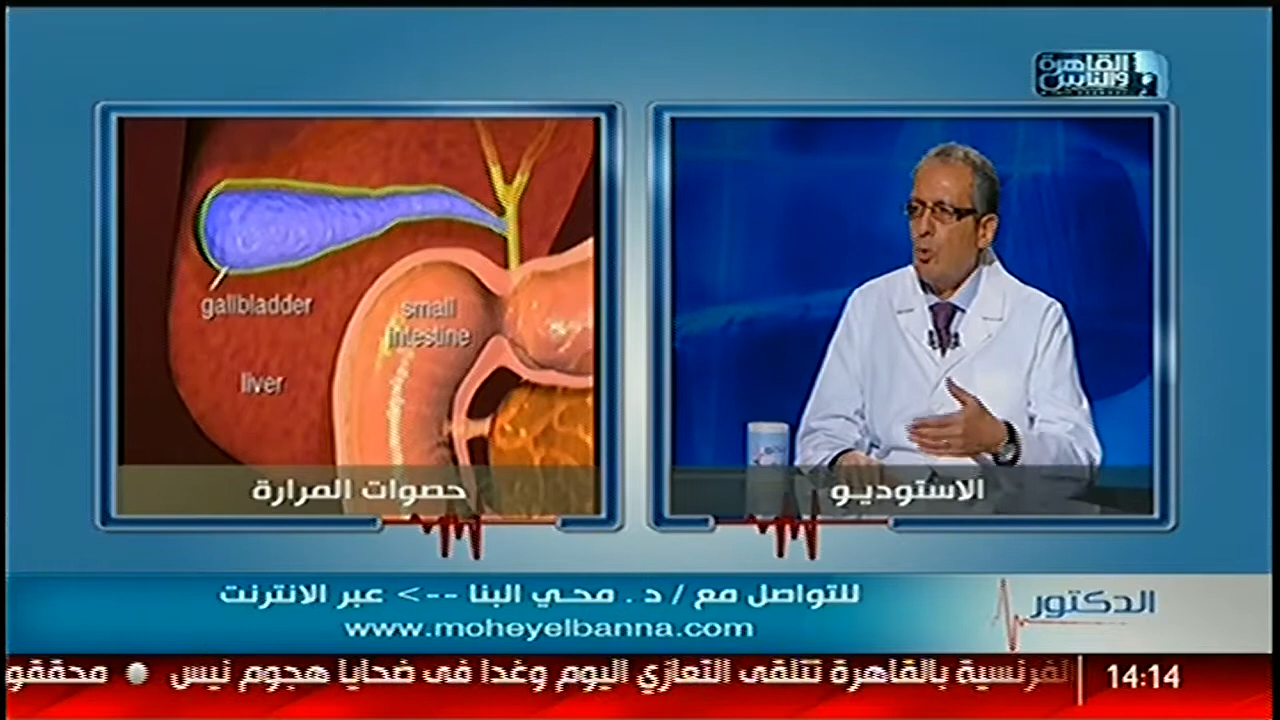 القاهرة
والناس
gallbladder
small
intestine
liver
حصوات المرارة
الاستوديو
للتواصل مع / د . محي البنا --> عبر الانترنت
www.moheyelbanna.com
الدكتور
لفرنسية بالقاهرة تتلقى التعازي اليوم وغدا فى ضحايا هجوم نيس ● محققو
14:14